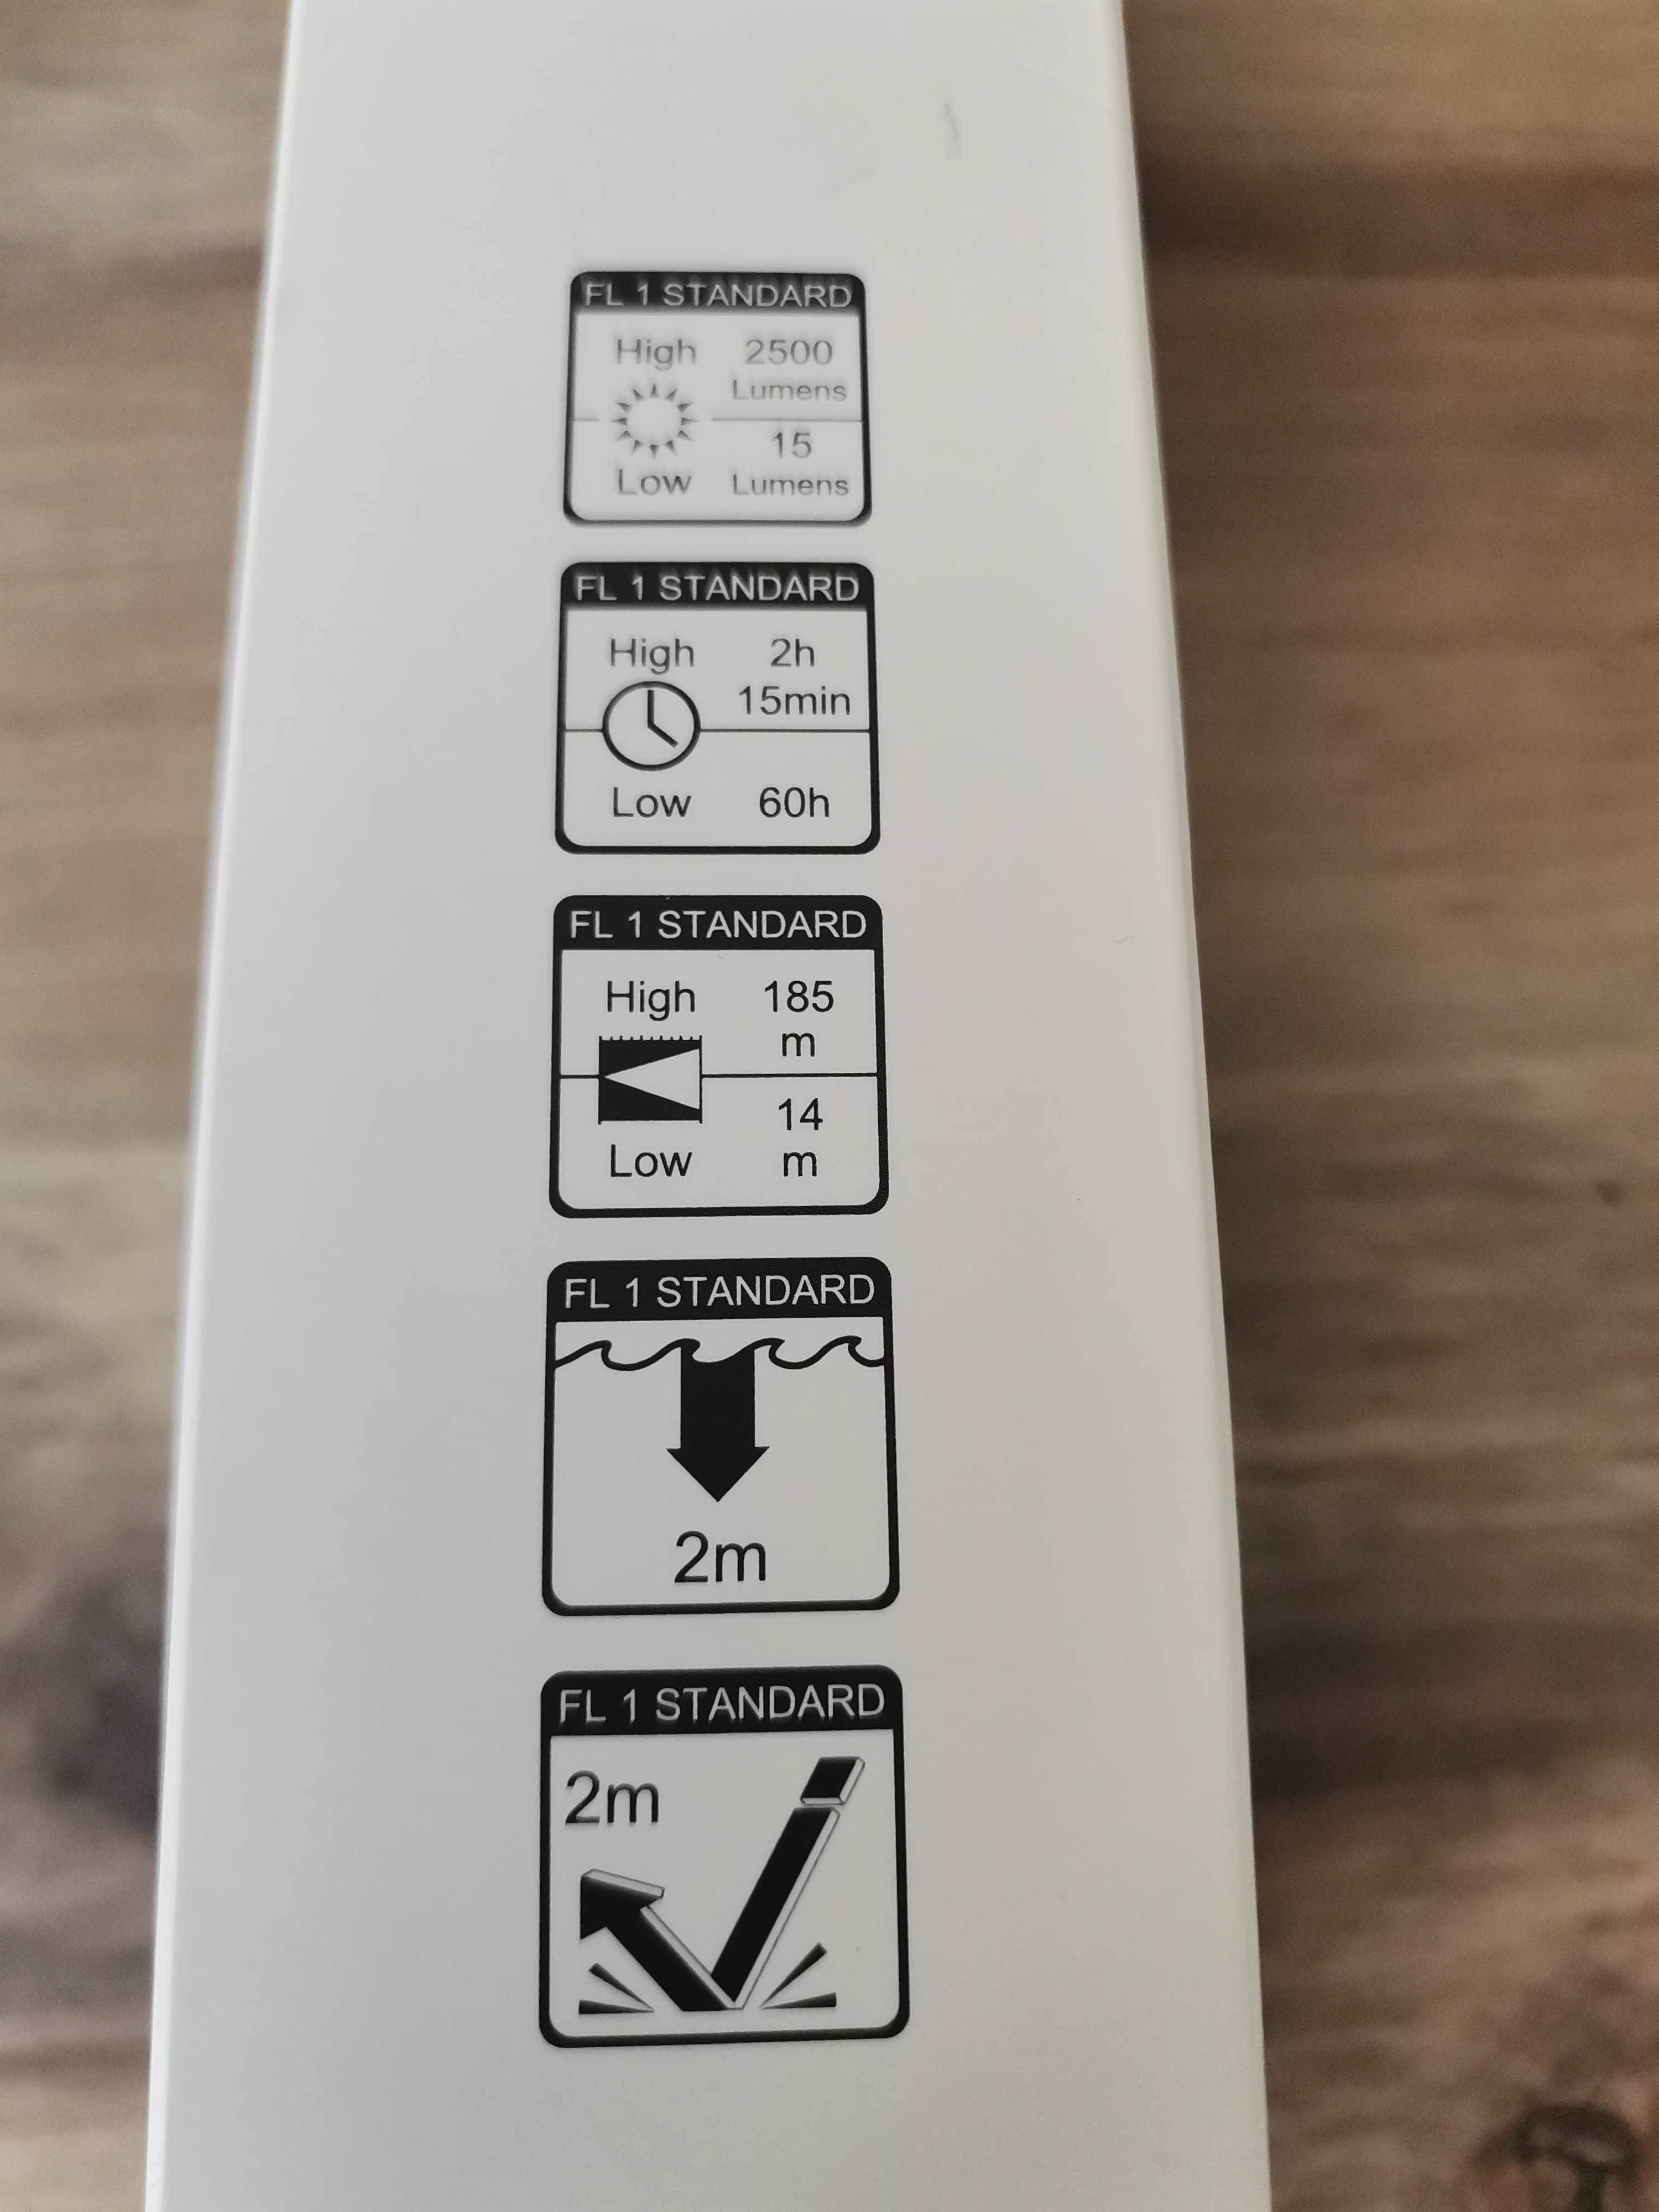 FL 1 STANDARD
High 2500
Lumens
15
Low Lumens
FL 1 STANDARD
High 2h
15min
Low 60h
FL 1 STANDARD
High 185
m
14
Low m
FL 1 STANDARD
2m
FL 1 STANDARD
2m